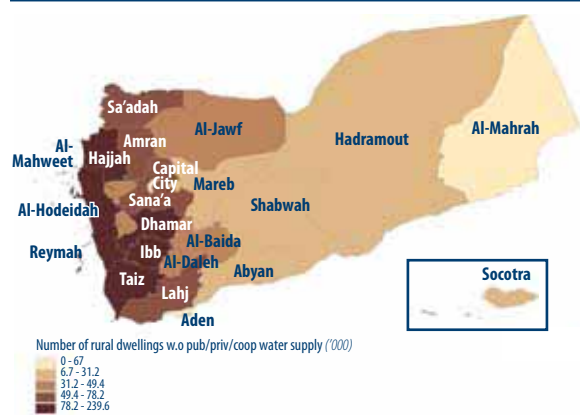 Sa'adah
Amran
Al-Jawf
Hadramout
Al-Mahrah
Al-
Mahweet
Hajjah
Capital
City
Mareb
Sana'a
Shabwah
Al-Hodeidah
Dhamar
Al-Baida
Reymah
Ibb
Al-Daleh
Abyan
Taiz
Lahj
Socotra
Aden
Number of rural dwellings w.o pub/priv/coop water supply ('000)
0 - 67
6.7 - 31.2
31.2 - 49.4
49.4 - 78.2
78.2 - 239.6